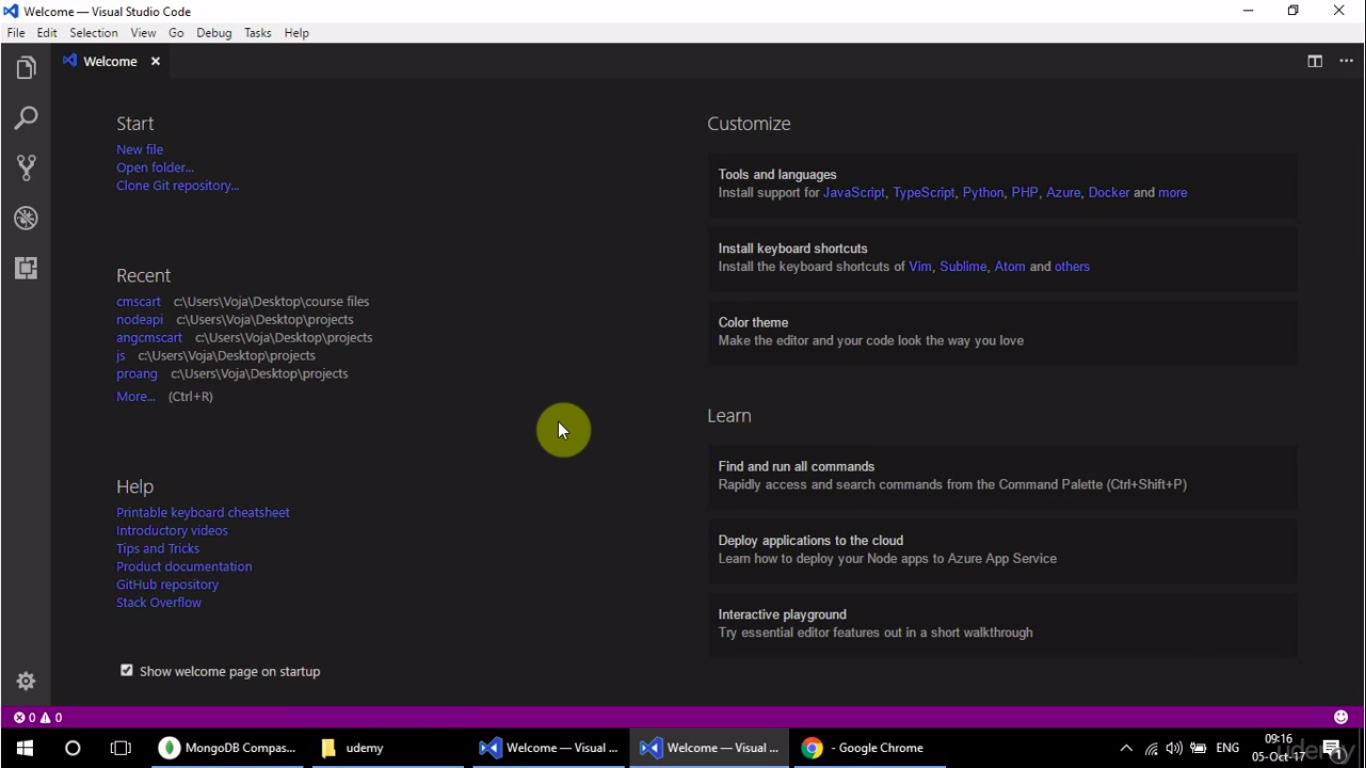 Welcome — Visual Studio Code
File Edit Selection View Go Debug Tasks Help
Welcome
Start
New file
Open folder...
Clone Git repository...
Recent
cmscart c:\Users\Voja\Desktop\course files
nodeapi c:\Users\Voja\Desktop\projects
angcmscart c:\Users\Voja\Desktop\projects
js c:\Users\Voja\Desktop\projects
proang c:\Users\Voja\Desktop\projects
More... (Ctrl+R)
Help
Printable keyboard cheatsheet
Introductory videos
Tips and Tricks
Product documentation
GitHub repository
Stack Overflow
Show welcome page on startup
Customize
Tools and languages
Install support for JavaScript, TypeScript, Python, PHP, Azure, Docker and more
Install keyboard shortcuts
Install the keyboard shortcuts of Vim, Sublime, Atom and others
Color theme
Make the editor and your code look the way you love
Learn
Find and run all commands
Rapidly access and search commands from the Command Palette (Ctrl+Shift+P)
Deploy applications to the cloud
Learn how to deploy your Node apps to Azure App Service
Interactive playground
Try essential editor features out in a short walkthrough
0 0
MongoDB Compas... udemy Welcome — Visual ... Welcome — Visual ... - Google Chrome ENG
09:16
05-Oct-17
1
udemy